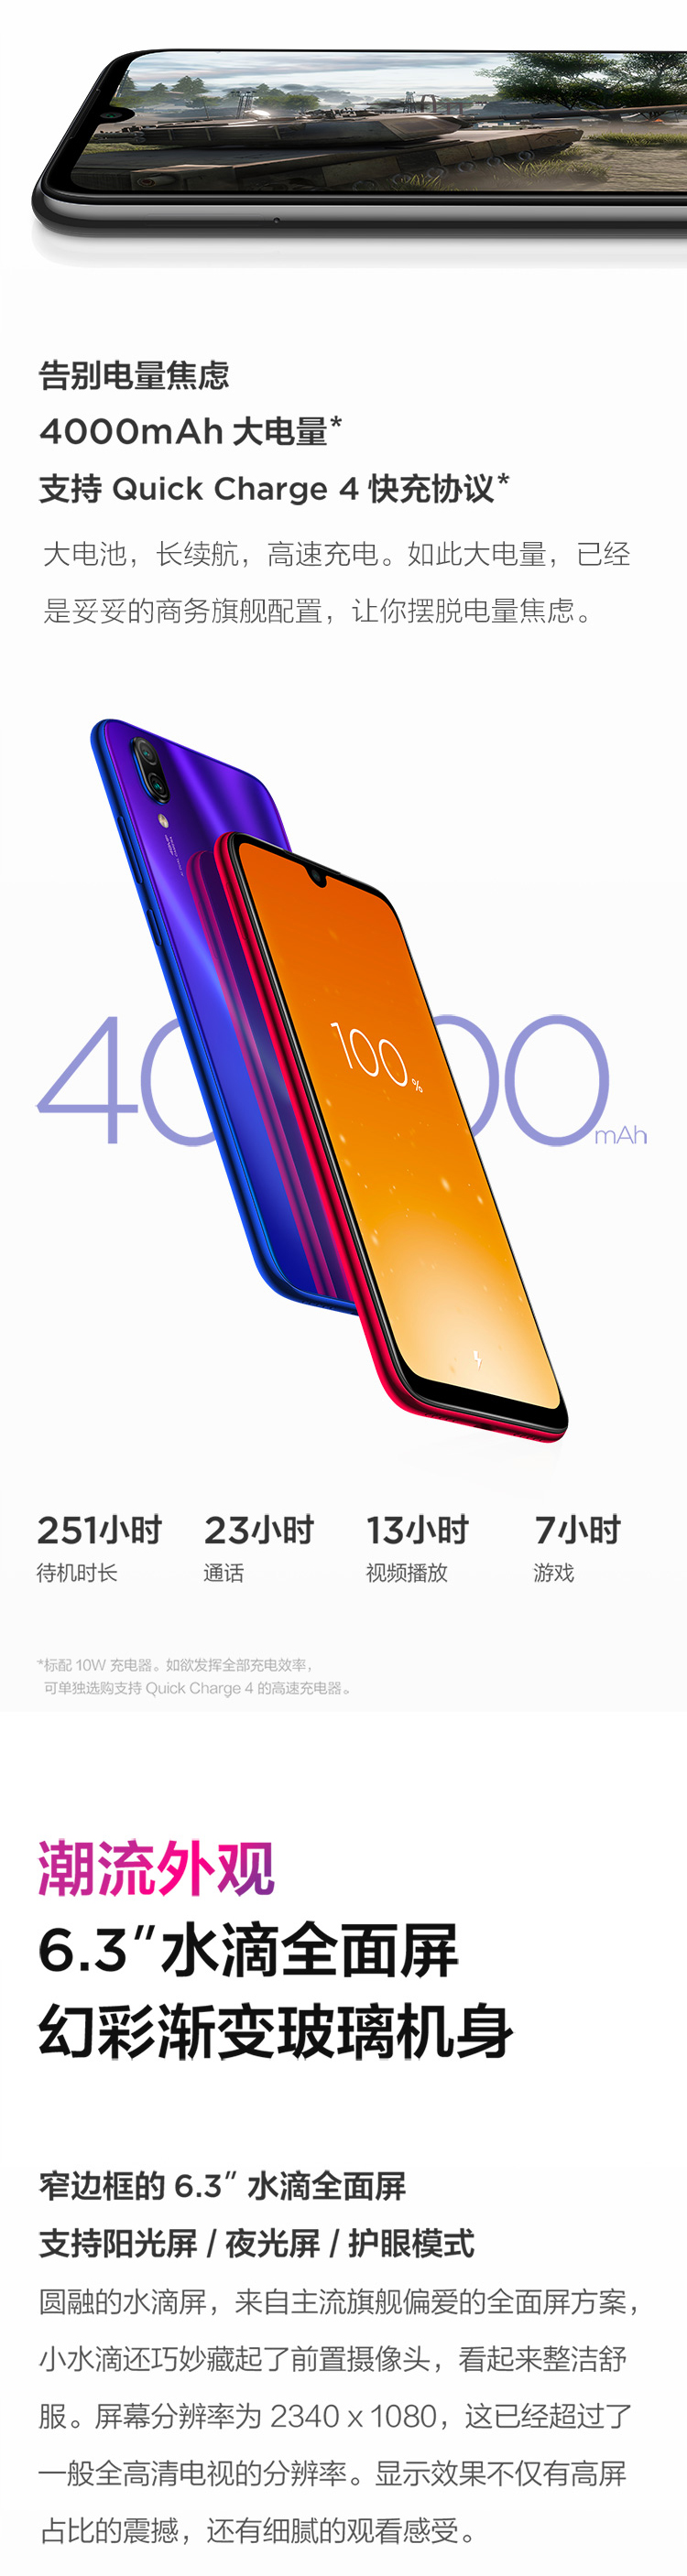 告别电量焦虑
4000mAh 大电量*
支持 Quick Charge 4 快充协议*
大电池，长续航，高速充电。如此大电量，已经
是妥妥的商务旗舰配置，让你摆脱电量焦虑。
100%
mAh
251小时 23小时 13小时 7小时
待机时长 通话 视频播放 游戏
*标配 10W 充电器。如欲发挥全部充电效率，
可单独选购支持 Quick Charge 4 的高速充电器。
潮流外观
6.3″水滴全面屏
幻彩渐变玻璃机身
窄边框的 6.3″ 水滴全面屏
支持阳光屏 / 夜光屏 / 护眼模式
圆融的水滴屏，来自主流旗舰偏爱的全面屏方案，
小水滴还巧妙藏起了前置摄像头，看起来整洁舒
服。屏幕分辨率为 2340 x 1080，这已经超过了
一般全高清电视的分辨率。显示效果不仅有高屏
占比的震撼，还有细腻的观看感受。